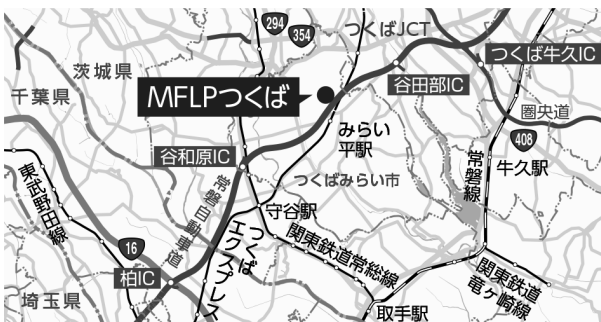 294
354
つくばJCT
つくば牛久IC
茨城県
谷田部IC
千葉県
MFLPつくば
圏央道
みらい
平駅
408
谷和原IC
常磐線
牛久駅
東武野田線
常磐自動車道
つくばみらい市
守谷駅
16
つくば
エクスプレス
関東鉄道常総線
柏IC
関東鉄道
竜ヶ崎線
埼玉県
取手駅